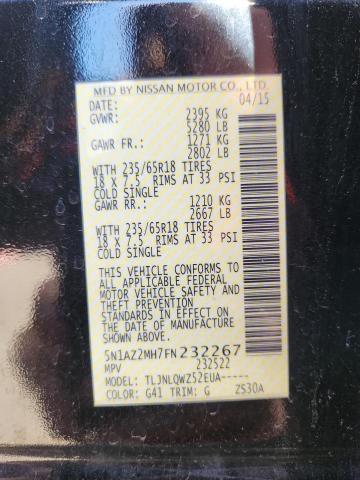 MFD BY NISSAN MOTOR CO., LTD.
DATE: 04/15
GVWR: 2395 KG
5280 LB
GAWR FR.: 1271 KG
2802 LB
WITH 235/65R18 TIRES
18 X 7.5 RIMS AT 33 PSI
COLD SINGLE
GAWR RR.: 1210 KG
2667 LB
WITH 235/65R18 TIRES
18 X 7.5 RIMS AT 33 PSI
COLD SINGLE
THIS VEHICLE CONFORMS TO
ALL APPLICABLE FEDERAL
MOTOR VEHICLE SAFETY AND
THEFT PREVENTION
STANDARDS IN EFFECT ON
THE DATE OF MANUFACTURE
SHOWN ABOVE.
5N1AZ2MH7FN232267
MPV 232522
MODEL: TLJNLQWZ52EUA-----
COLOR: G41 TRIM: G Z530A